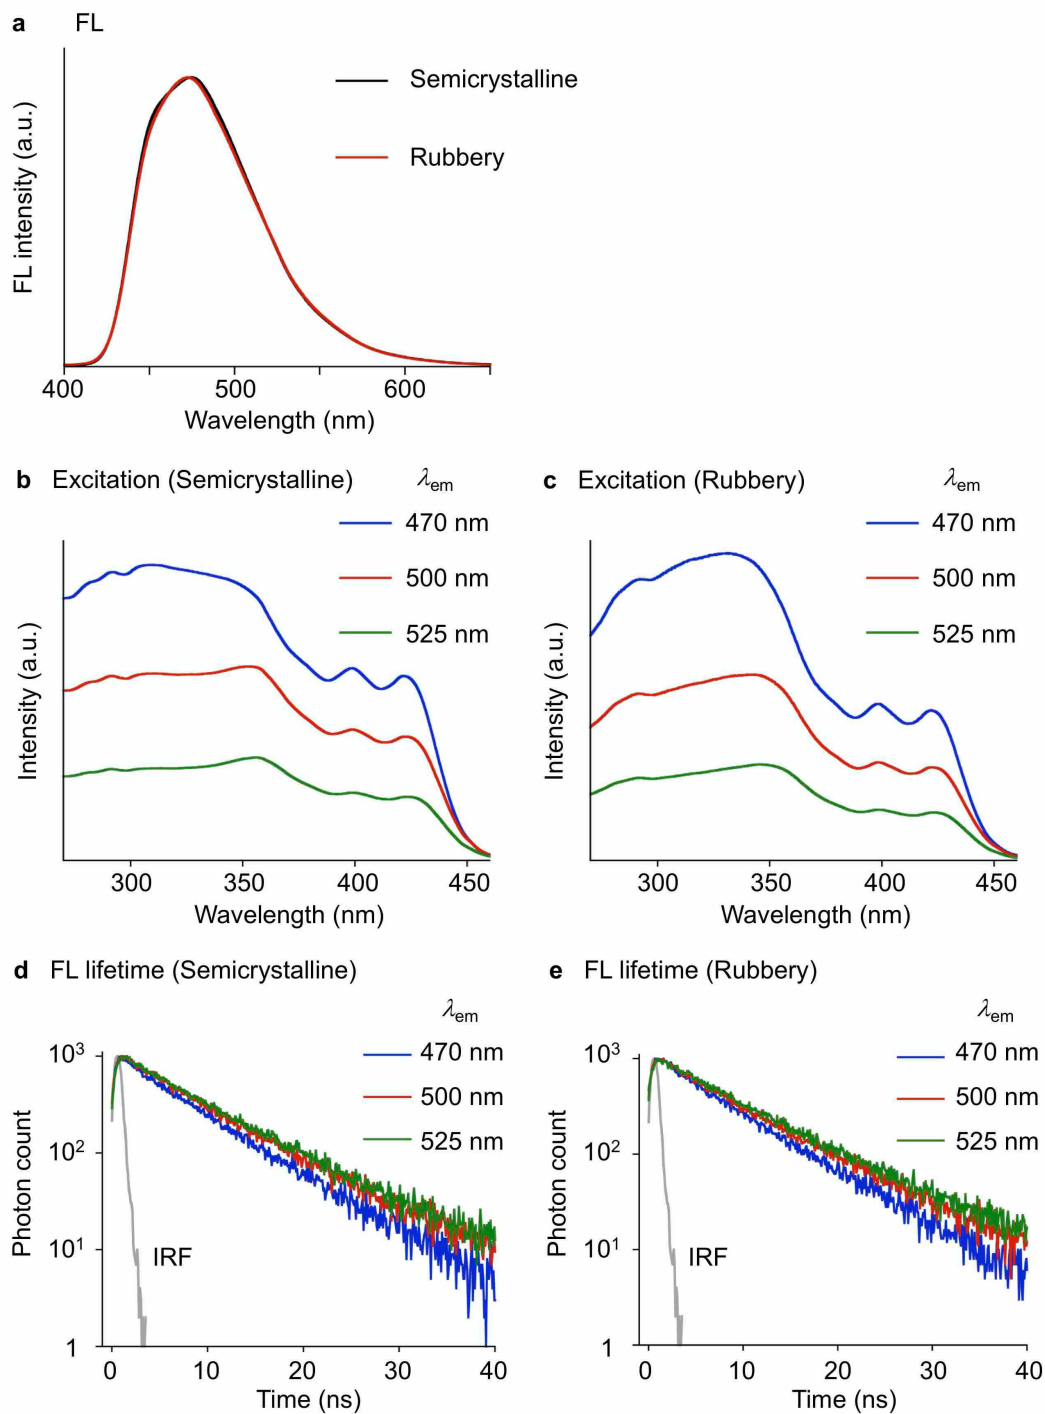 a FL
FL intensity (a.u.)
Semicrystalline
Rubbery
400 500 600
Wavelength (nm)
b Excitation (Semicrystalline) λem
470 nm
500 nm
525 nm
Intensity (a.u.)
300 350 400 450
Wavelength (nm)
c Excitation (Rubbery) λem
470 nm
500 nm
525 nm
Intensity (a.u.)
300 350 400 450
Wavelength (nm)
d FL lifetime (Semicrystalline)
λem
470 nm
500 nm
525 nm
Photon count
10³
10²
10¹
1
IRF
0 10 20 30 40
Time (ns)
e FL lifetime (Rubbery)
λem
470 nm
500 nm
525 nm
Photon count
10³
10²
10¹
1
IRF
0 10 20 30 40
Time (ns)